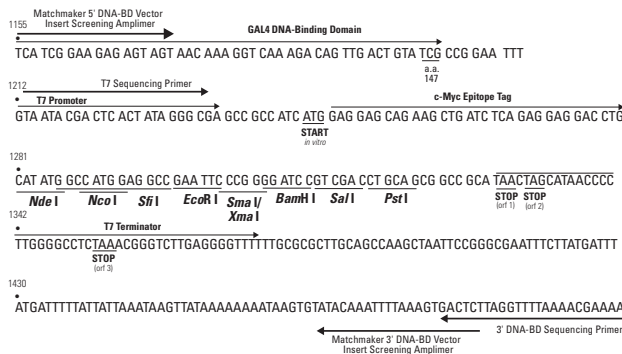 Matchmaker 5' DNA-BD Vector
Insert Screening Amplimer
GAL4 DNA-Binding Domain
1155
TCA TCG GAA GAG AGT AGT AAC AAA GGT CAA AGA CAG TTG ACT GTA TCG CCG GAA TTT
a.a.
147
1212
T7 Sequencing Primer
T7 Promoter
c-Myc Epitope Tag
GTA ATA CGA CTC ACT ATA GGG CGA GCC GCC ATC ATG GAG GAG CAG AAG CTG ATC TCA GAG GAG GAC CTG
START
in vitro
1281
CAT ATG GCC ATG GAG GCC GAA TTC CCG GGG ATC CGT CGA CCT GCA GCG GCC GCA TAACTAGCATAACCCC
Nde I Nco I Sfi I EcoR I Sma I/ BamH I Sal I Pst I STOP STOP
Xma I (orf 1) (orf 2)
1342
T7 Terminator
TTGGGGCCTCTAAACGGGTCTTGAGGGGTTTTTTGCGCGCTTGCAGCCAAGCTAATTCCGGGCGAATTTCTTATGATTT
STOP
(orf 3)
1430
ATGATTTTTATTATTAAATAAGTTATAAAAAAAATAAGTGTATACAAATTTTAAAGTGACTCTTAGGTTTTAAAACGAAAA
3' DNA-BD Sequencing Primer
Matchmaker 3' DNA-BD Vector
Insert Screening Amplimer